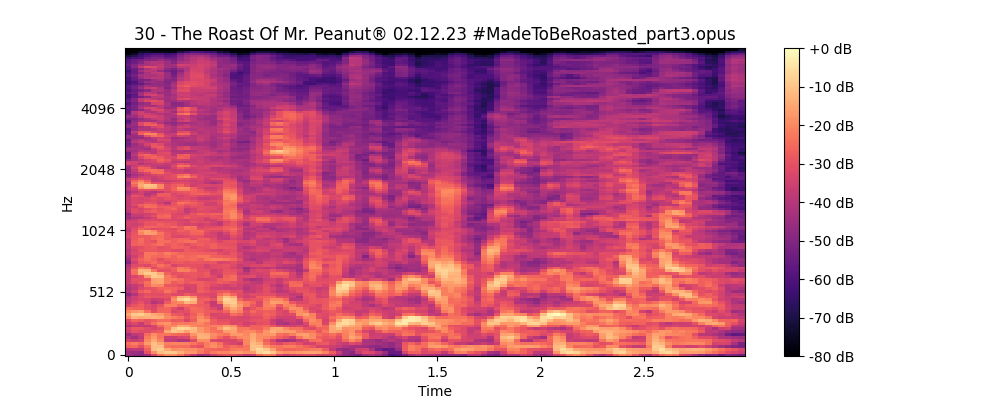 30 - The Roast Of Mr. Peanut® 02.12.23 #MadeToBeRoasted_part3.opus
+0 dB
-10 dB
-20 dB
-30 dB
-40 dB
-50 dB
-60 dB
-70 dB
-80 dB
4096
2048
1024
512
0
Hz
0
0.5
1
1.5
2
2.5
Time